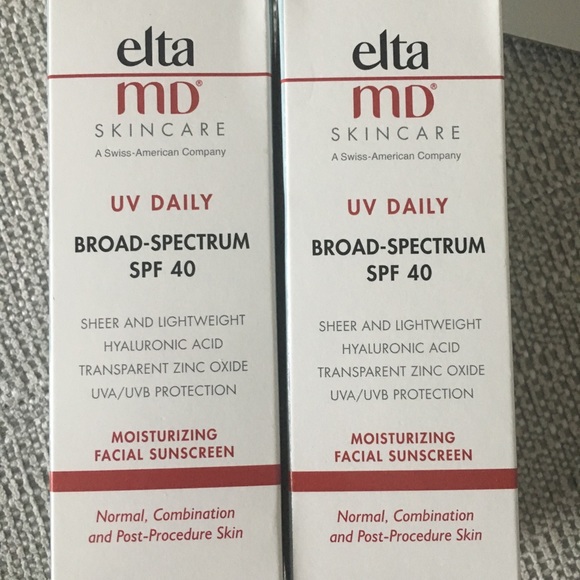 elta
MD®
SKINCARE
A Swiss-American Company
UV DAILY
BROAD-SPECTRUM
SPF 40
SHEER AND LIGHTWEIGHT
HYALURONIC ACID
TRANSPARENT ZINC OXIDE
UVA/UVB PROTECTION
MOISTURIZING
FACIAL SUNSCREEN
Normal, Combination
and Post-Procedure Skin
elta
MD®
SKINCARE
A Swiss-American Company
UV DAILY
BROAD-SPECTRUM
SPF 40
SHEER AND LIGHTWEIGHT
HYALURONIC ACID
TRANSPARENT ZINC OXIDE
UVA/UVB PROTECTION
MOISTURIZING
FACIAL SUNSCREEN
Normal, Combination
and Post-Procedure Skin